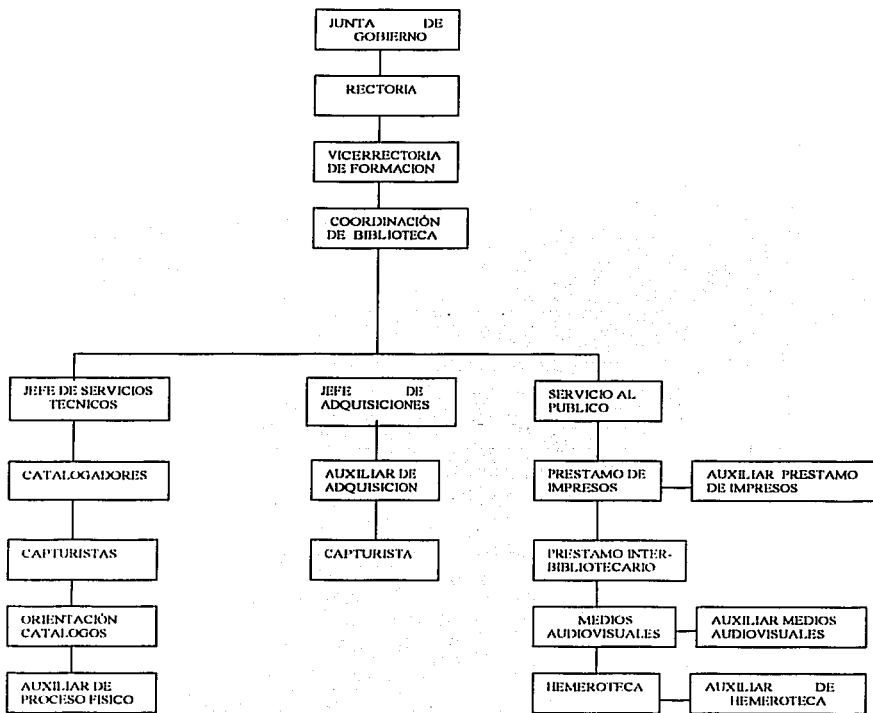 JUNTA DE
GOBIERNO
RECTORIA
VICERRECTORIA
DE FORMACION
COORDINACIÓN
DE BIBLIOTECA
JEFE DE SERVICIOS
TECNICOS
JEFE DE
ADQUISICIONES
SERVICIO AL
PUBLICO
CATALOGADORES
AUXILIAR DE
ADQUISICION
PRESTAMO DE
IMPRESOS
AUXILIAR PRESTAMO
DE IMPRESOS
CAPTURISTAS
CAPTURISTA
PRESTAMO INTER-
BIBLIOTECARIO
ORIENTACIÓN
CATALOGOS
MEDIOS
AUDIOVISUALES
AUXILIAR MEDIOS
AUDIOVISUALES
AUXILIAR DE
PROCESO FISICO
HEMEROTECA
AUXILIAR DE
HEMEROTECA